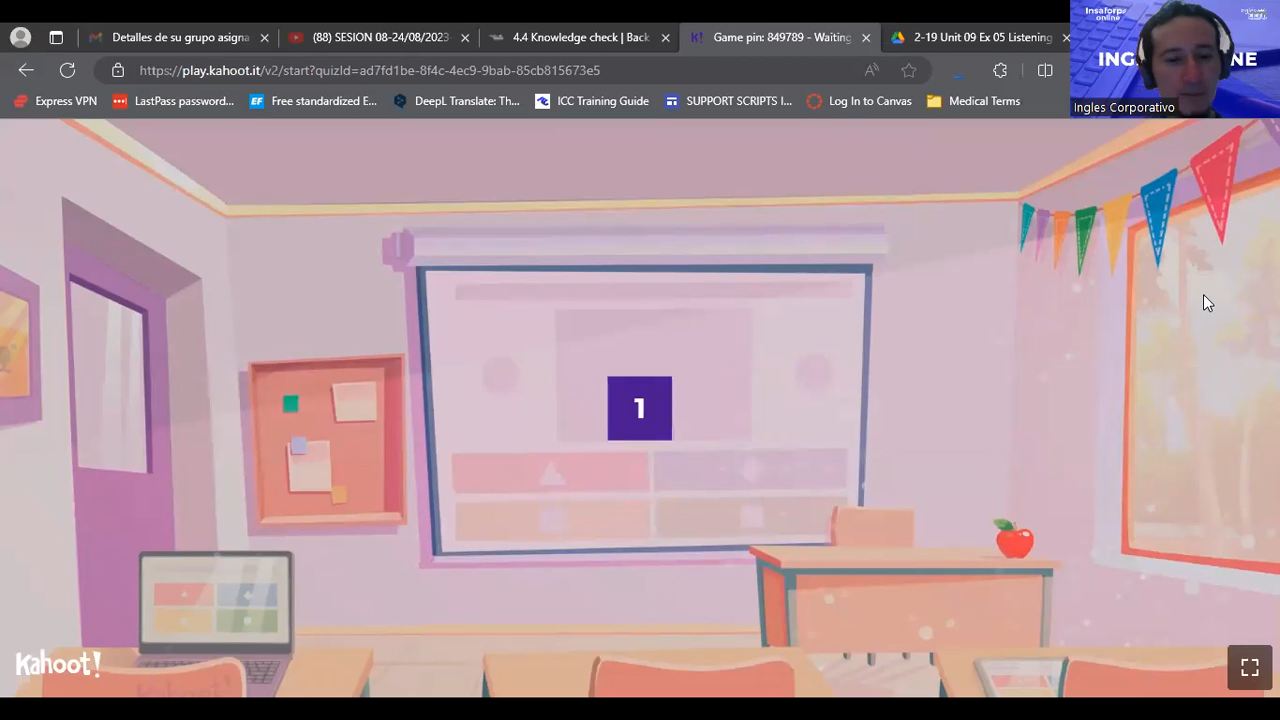 Detalles de su grupo asigna
(88) SESION 08-24/08/2023-
4.4 Knowledge check | Back
K! Game pin: 849789 - Waiting
2-19 Unit 09 Ex 05 Listening
Insaforp
online
ING
NE
Ingles Corporativo
https://play.kahoot.it/v2/start?quizId=ad7fd1be-8f4c-4ec9-9bab-85cb815673e5
Express VPN
LastPass password...
EF Free standardized E...
DeepL Translate: Th...
ICC Training Guide
SUPPORT SCRIPTS I...
Log In to Canvas
Medical Terms
1
Kahoot!